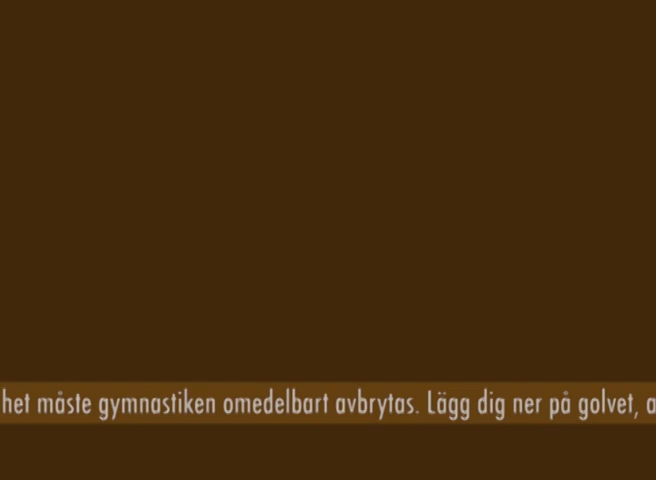 het måste gymnastiken omedelbart avbrytas. Lägg dig ner på golvet, a